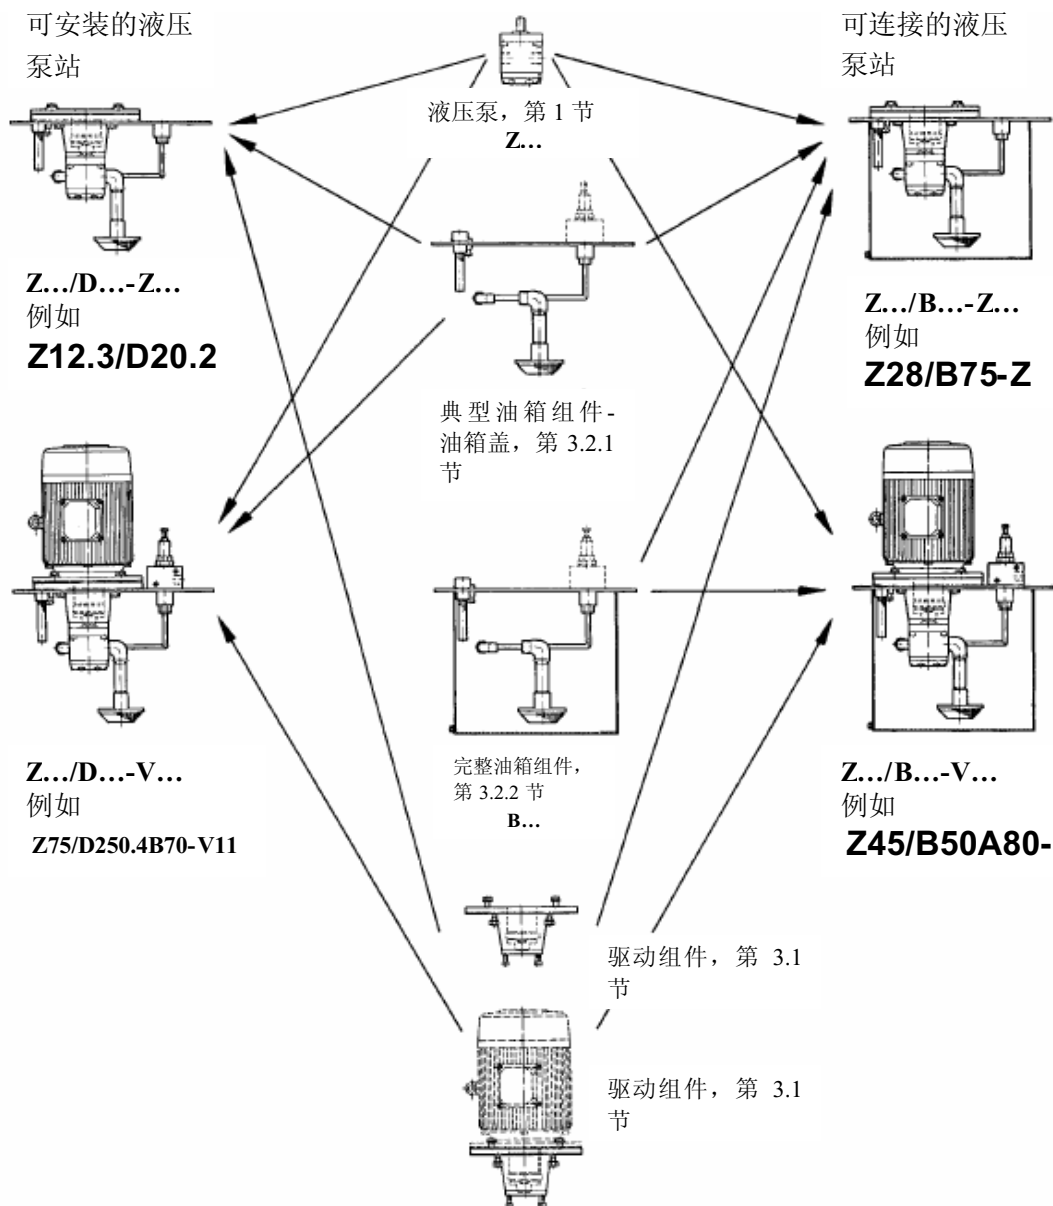 可安装的液压
泵站
可连接的液压
泵站
液压泵，第 1 节
Z…
Z…/D…-Z…
例如
Z12.3/D20.2
Z…/B…-Z…
例如
Z28/B75-Z
典型油箱组件-
油箱盖，第 3.2.1
节
Z…/D…-V…
例如
Z75/D250.4B70-V11
完整油箱组件，
第 3.2.2 节
B…
Z…/B…-V…
例如
Z45/B50A80-
驱动组件，第 3.1
节
驱动组件，第 3.1
节